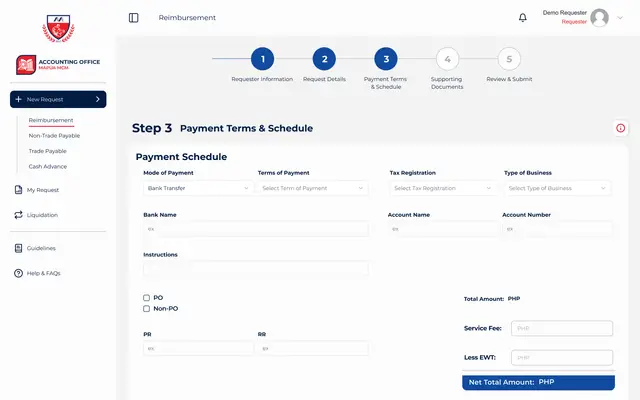 Reimbursement
Demo Requester
Requester
ACCOUNTING OFFICE
MAPUA MCM
New Request
Reimbursement
Non-Trade Payable
Trade Payable
Cash Advance
My Request
Liquidation
Guidelines
Help & FAQs
1 2 3 4 5
Requester Information
Request Details
Payment Terms
& Schedule
Supporting
Documents
Review & Submit
Step 3 Payment Terms & Schedule
Payment Schedule
Mode of Payment Terms of Payment Tax Registration Type of Business
Bank Transfer Select Term of Payment Select Tax Registration Select Type of Business
Bank Name Account Name Account Number
ex ex ex
Instructions
PO
Non-PO
Total Amount: PHP
Service Fee: PHP
PR RR
ex ex
Less EWT: PHP
Net Total Amount: PHP